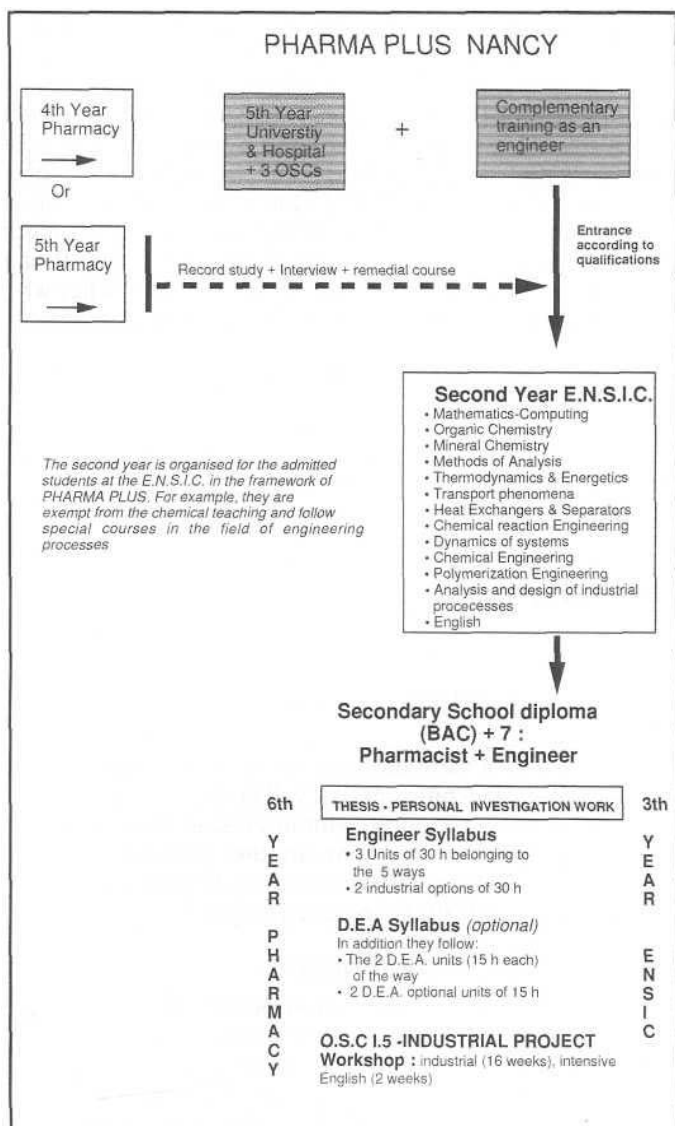 PHARMA PLUS NANCY
4th Year
Pharmacy
Or
5th Year
Pharmacy
5th Year
Universtiy
& Hospital
+ 3 OSCs
+
Complementary
training as an
engineer
Entrance
according to
qualifications
Record study + Interview + remedial course
Second Year E.N.S.I.C.
• Mathematics-Computing
• Organic Chemistry
• Mineral Chemistry
• Methods of Analysis
• Thermodynamics & Energetics
• Transport phenomena
• Heat Exchangers & Separators
• Chemical reaction Engineering
• Dynamics of systems
• Chemical Engineering
• Polymerization Engineering
• Analysis and design of industrial
procecesses
• English
The second year is organised for the admitted
students at the E.N.S.I.C. in the framework of
PHARMA PLUS. For example, they are
exempt from the chemical teaching and follow
special courses in the field of engineering
processes
Secondary School diploma
(BAC) + 7 :
Pharmacist + Engineer
6th
YEAR
PHARMACY
THESIS - PERSONAL INVESTIGATION WORK
Engineer Syllabus
• 3 Units of 30 h belonging to
the 5 ways
• 2 industrial options of 30 h
D.E.A Syllabus (optional)
In addition they follow:
• The 2 D.E.A. units (15 h each)
of the way
• 2 D.E.A. optional units of 15 h
O.S.C I.5 -INDUSTRIAL PROJECT
Workshop : industrial (16 weeks), intensive
English (2 weeks)
3th
YEAR
ENSIC